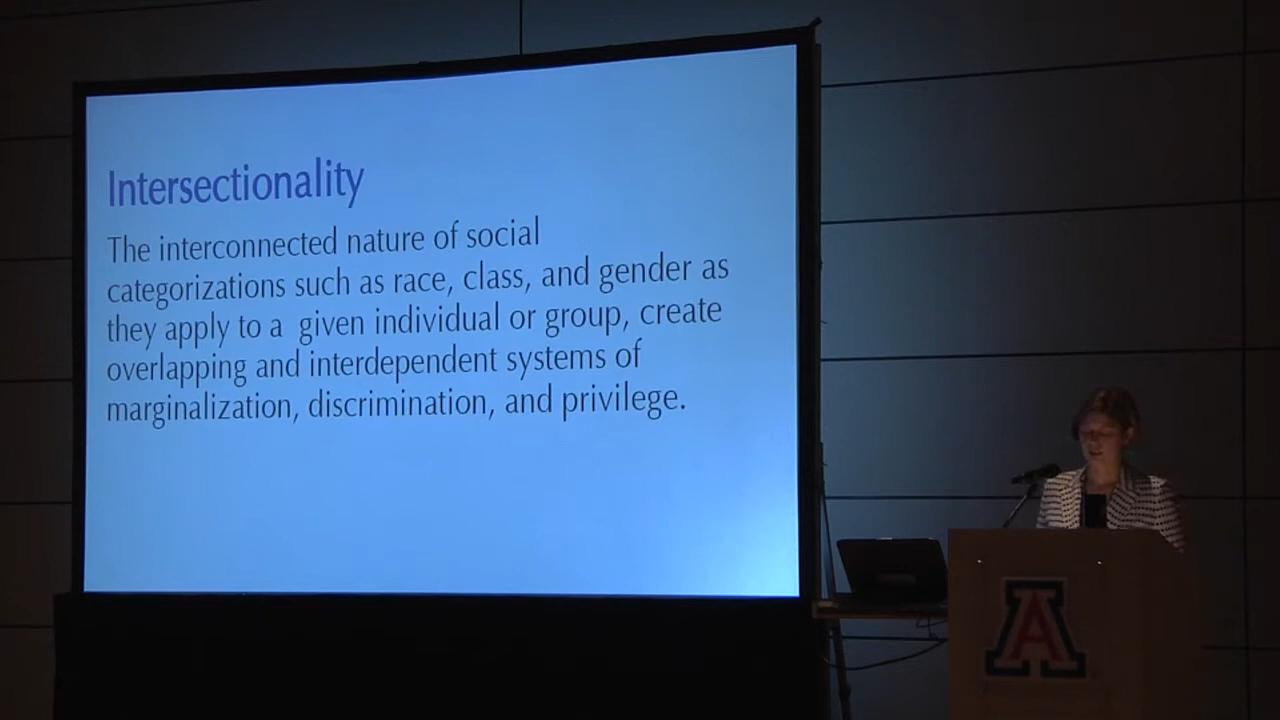 Intersectionality
The interconnected nature of social
categorizations such as race, class, and gender as
they apply to a given individual or group, create
overlapping and interdependent systems of
marginalization, discrimination, and privilege.
A